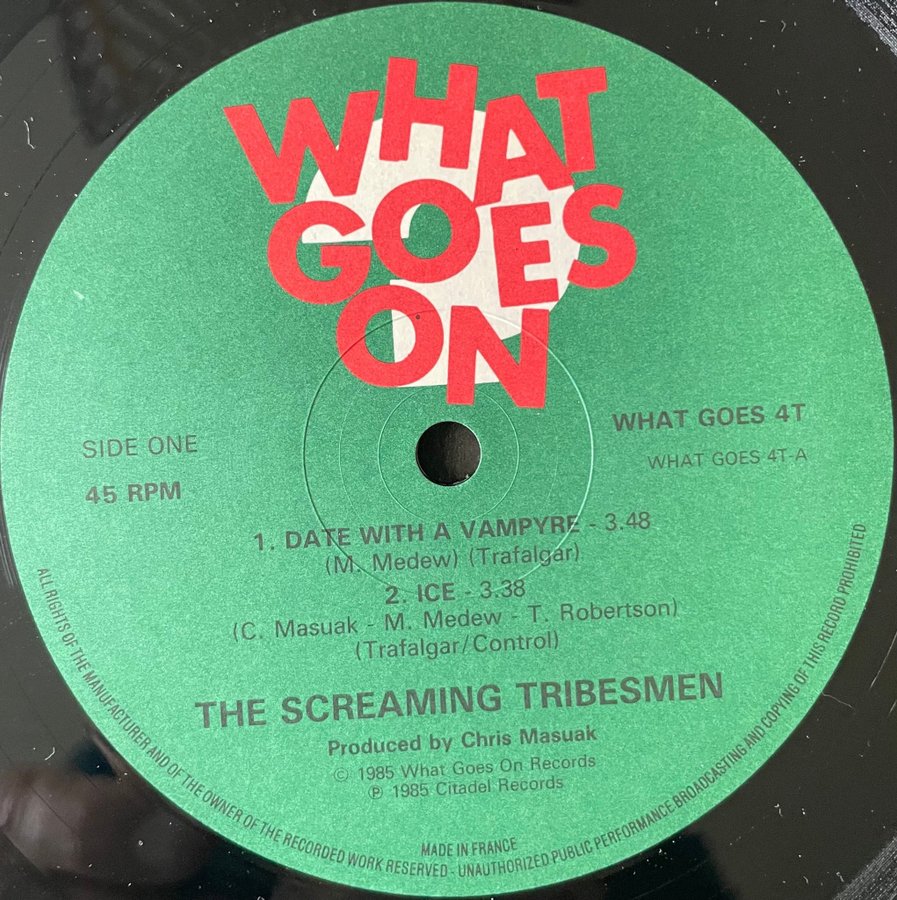 WHAT
GOES
ON
SIDE ONE
45 RPM
WHAT GOES 4T
WHAT GOES 4T-A
1. DATE WITH A VAMPYRE - 3.48
(M. Medew) (Trafalgar)
2. ICE - 3.38
(C. Masuak - M. Medew - T. Robertson)
(Trafalgar/Control)
THE SCREAMING TRIBESMEN
Produced by Chris Masuak
© 1985 What Goes On Records
℗ 1985 Citadel Records
MADE IN FRANCE
ALL RIGHTS OF THE MANUFACTURER AND OF THE OWNER OF THE RECORDED WORK RESERVED - UNAUTHORIZED PUBLIC PERFORMANCE, BROADCASTING AND COPYING OF THIS RECORD PROHIBITED